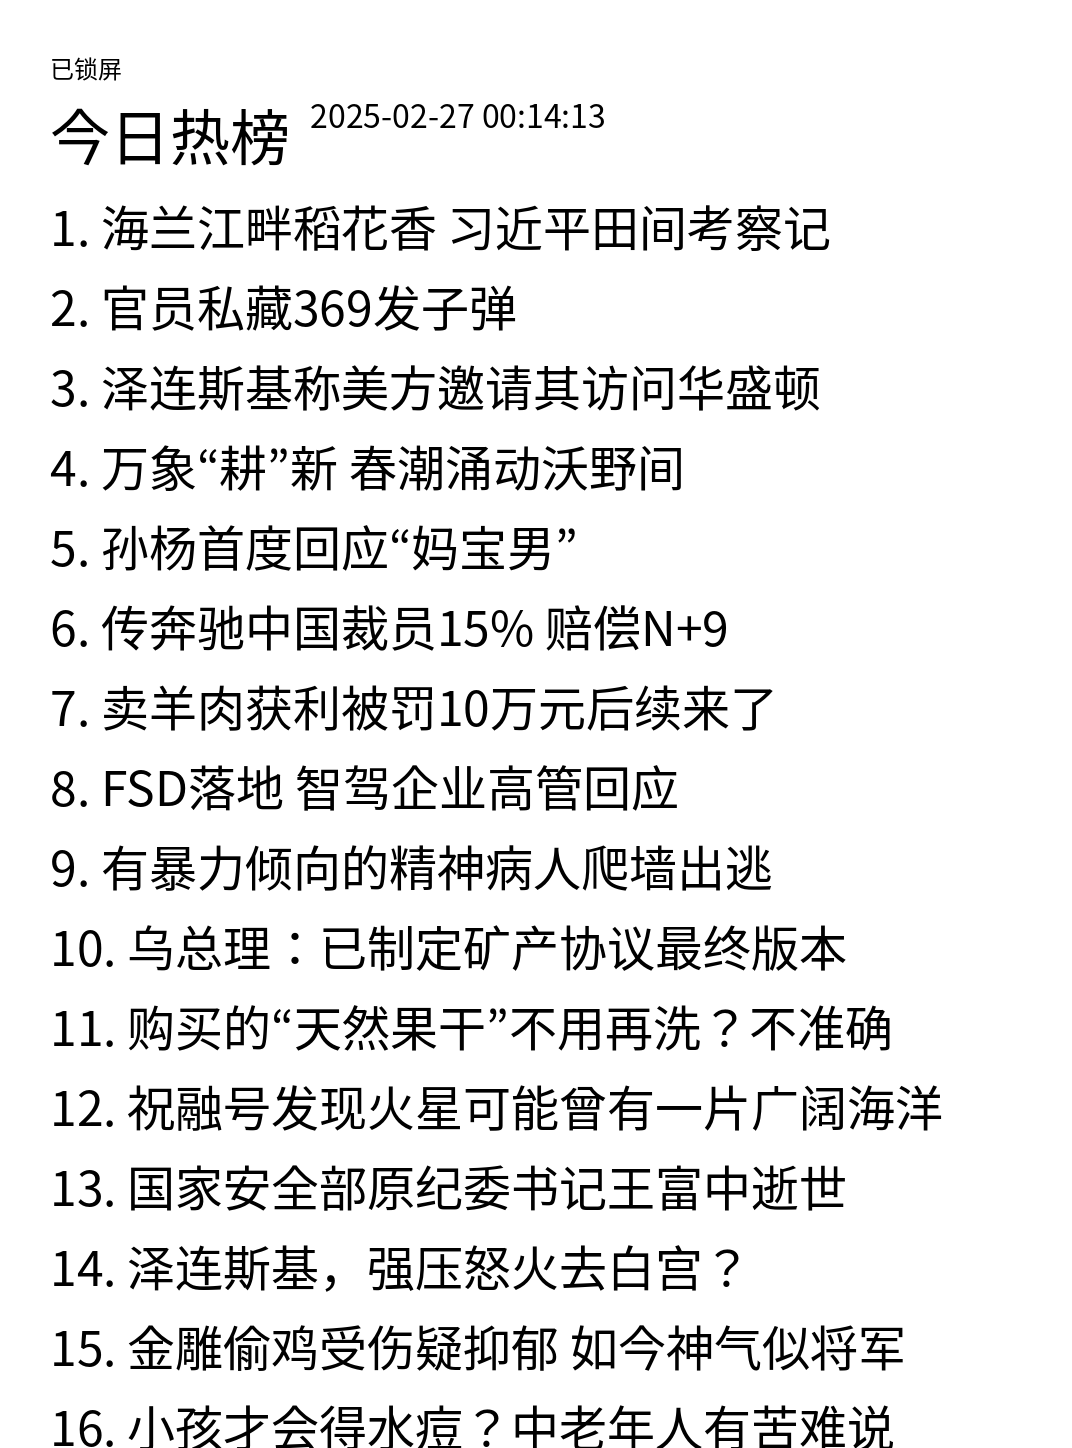 已锁屏
今日热榜 2025-02-27 00:14:13
1. 海兰江畔稻花香 习近平田间考察记
2. 官员私藏369发子弹
3. 泽连斯基称美方邀请其访问华盛顿
4. 万象“耕”新 春潮涌动沃野间
5. 孙杨首度回应“妈宝男”
6. 传奔驰中国裁员15% 赔偿N+9
7. 卖羊肉获利被罚10万元后续来了
8. FSD落地 智驾企业高管回应
9. 有暴力倾向的精神病人爬墙出逃
10. 乌总理：已制定矿产协议最终版本
11. 购买的“天然果干”不用再洗？不准确
12. 祝融号发现火星可能曾有一片广阔海洋
13. 国家安全部原纪委书记王富中逝世
14. 泽连斯基，强压怒火去白宫？
15. 金雕偷鸡受伤疑抑郁 如今神气似将军
16. 小孩才会得水痘？中老年人有苦难说